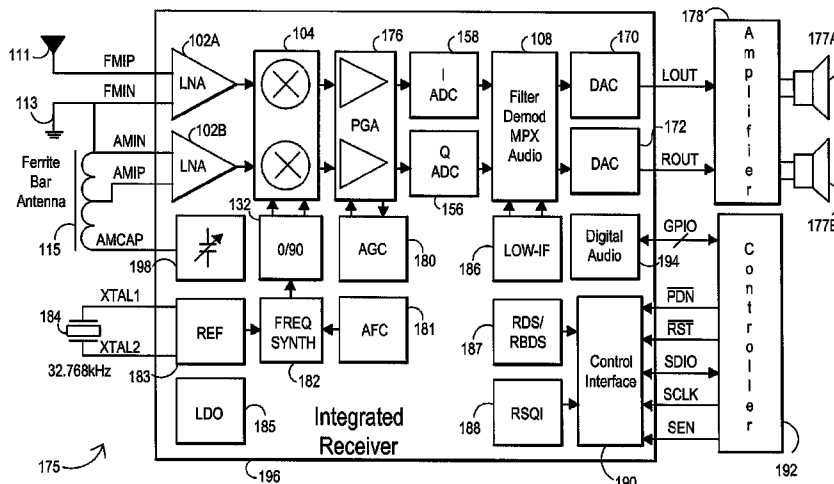 111
FMIP
FMIN
113
AMIN
AMIP
Ferrite
Bar
Antenna
115
AMCAP
XTAL1
184
XTAL2
32.768kHz
175
102A
LNA
102B
LNA
198
REF
183
LDO
185
104
132
0/90
FREQ
SYNTH
182
176
PGA
AGC
180
AFC
181
Integrated
Receiver
196
158
I
ADC
Q
ADC
156
108
Filter
Demod
MPX
Audio
LOW-IF
186
RDS/
RBDS
187
RSQI
188
170
DAC
172
DAC
Digital
Audio
194
Control
Interface
190
LOUT
ROUT
GPIO
PDN
RST
SDIO
SCLK
SEN
178
Amplifier
177A
177B
Controller
192